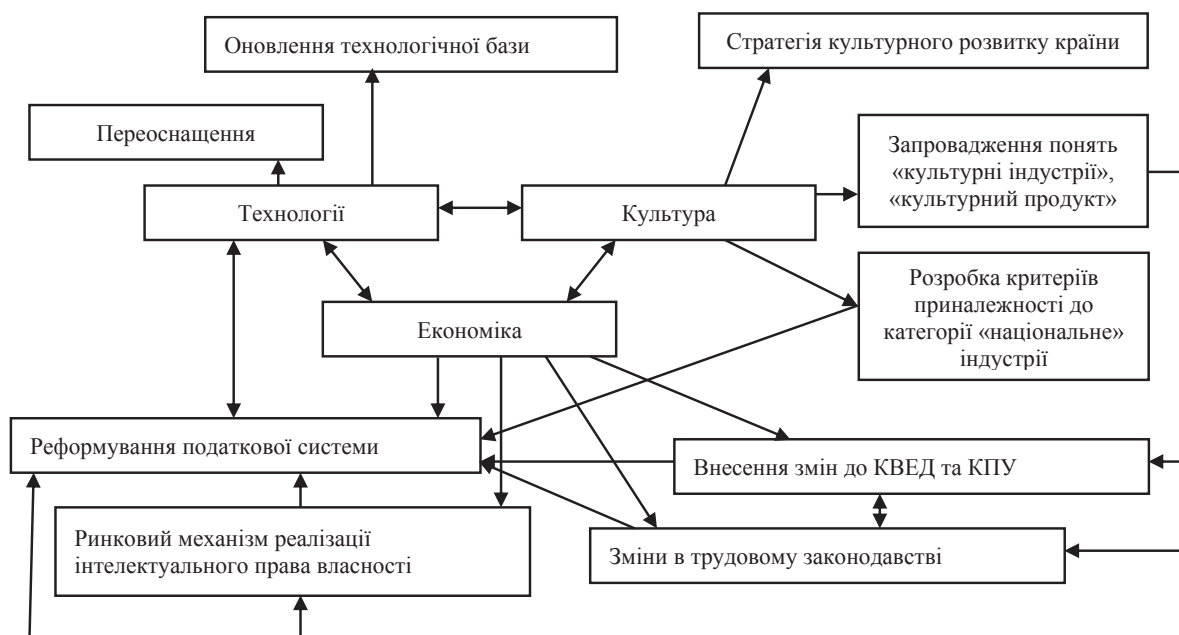 Оновлення технологічної бази
Стратегія культурного розвитку країни
Переоснащення
Запровадження понять
«культурні індустрії»,
«культурний продукт»
Технології
Культура
Розробка критеріїв
приналежності до
категорії «національне»
індустрії
Економіка
Реформування податкової системи
Внесення змін до КВЕД та КПУ
Ринковий механізм реалізації
інтелектуального права власності
Зміни в трудовому законодавстві